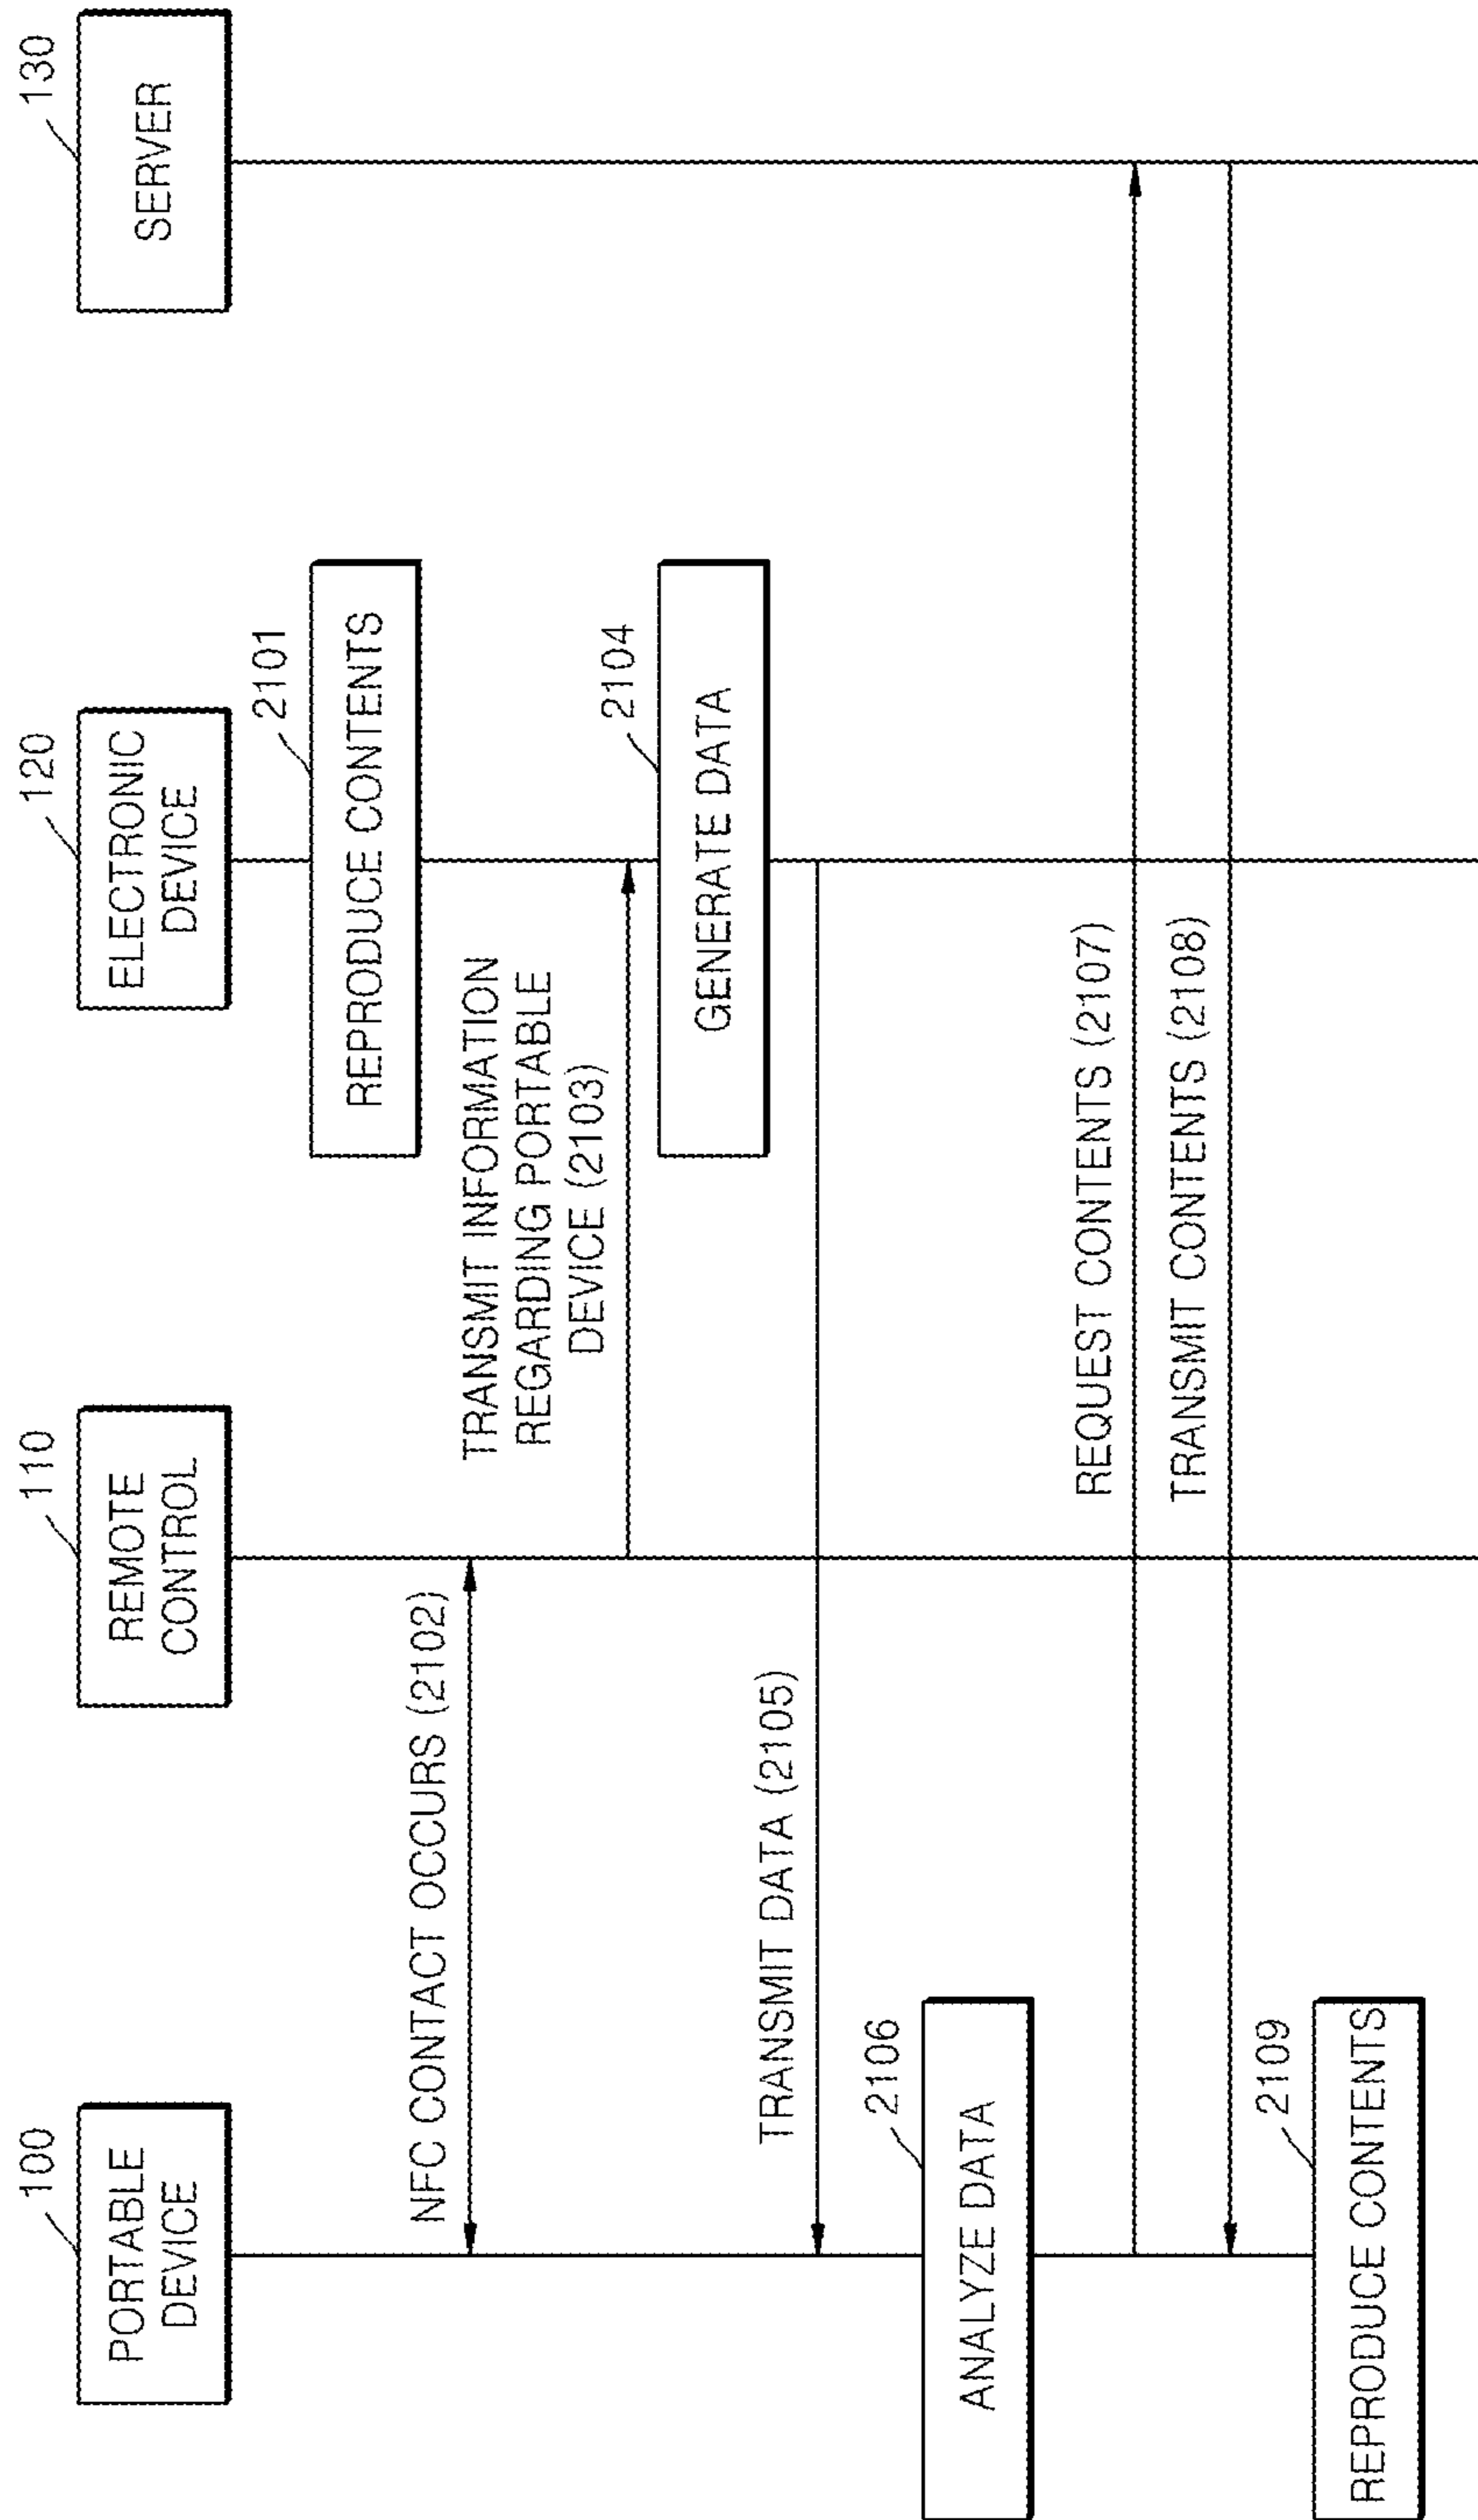 100
PORTABLE
DEVICE
110
REMOTE
CONTROL
120
ELECTRONIC
DEVICE
130
SERVER
2101
REPRODUCE CONTENTS
NFC CONTACT OCCURS (2102)
TRANSMIT INFORMATION
REGARDING PORTABLE
DEVICE (2103)
2104
GENERATE DATA
TRANSMIT DATA (2105)
2106
ANALYZE DATA
REQUEST CONTENTS (2107)
TRANSMIT CONTENTS (2108)
2109
REPRODUCE CONTENTS